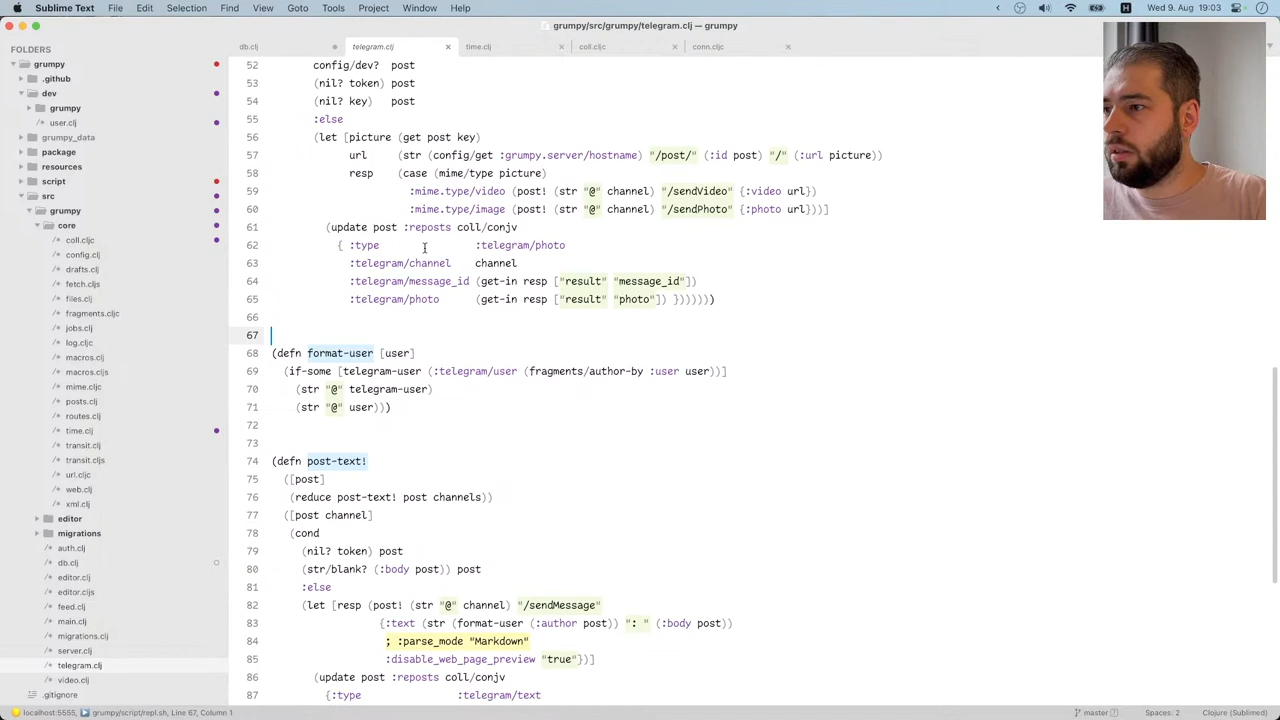 Sublime Text File Edit Selection Find View Goto Tools Project Window Help
Wed 9. Aug 19:03
grumpy/src/grumpy/telegram.clj — grumpy
FOLDERS
grumpy
.github
dev
grumpy
user.clj
grumpy_data
package
resources
script
src
grumpy
core
coll.cljc
config.clj
drafts.clj
fetch.cljs
files.clj
fragments.cljc
jobs.clj
log.cljc
macros.cljc
macros.cljs
mime.cljc
posts.clj
routes.clj
time.clj
transit.clj
transit.cljs
url.cljc
web.clj
xml.clj
editor
migrations
auth.clj
db.clj
editor.clj
editor.cljs
feed.clj
main.clj
migrations.clj
server.clj
telegram.clj
video.clj
.gitignore
db.clj telegram.clj time.clj coll.cljc conn.cljc
52 config/dev? post
53 (nil? token) post
54 (nil? key) post
55 :else
56 (let [picture (get post key)
57 url (str (config/get :grumpy.server/hostname) "/post/" (:id post) "/" (:url picture))
58 resp (case (mime/type picture)
59 :mime.type/video (post! (str "@" channel) "/sendVideo" {:video url})
60 :mime.type/image (post! (str "@" channel) "/sendPhoto" {:photo url}))]
61 (update post :reposts coll/conjv
62 { :type :telegram/photo
63 :telegram/channel channel
64 :telegram/message_id (get-in resp ["result" "message_id"])
65 :telegram/photo (get-in resp ["result" "photo"]) })))))
66
67
68 (defn format-user [user]
69 (if-some [telegram-user (:telegram/user (fragments/author-by :user user))]
70 (str "@" telegram-user)
71 (str "@" user)))
72
73
74 (defn post-text!
75 ([post]
76 (reduce post-text! post channels))
77 ([post channel]
78 (cond
79 (nil? token) post
80 (str/blank? (:body post)) post
81 :else
82 (let [resp (post! (str "@" channel) "/sendMessage"
83 {:text (str (format-user (:author post)) ": " (:body post))
84 ; :parse_mode "Markdown"
85 :disable_web_page_preview "true"})]
86 (update post :reposts coll/conjv
87 {:type :telegram/text
localhost:5555, grumpy/script/repl.sh, Line 67, Column 1
master Spaces: 2 Clojure (Sublimed)